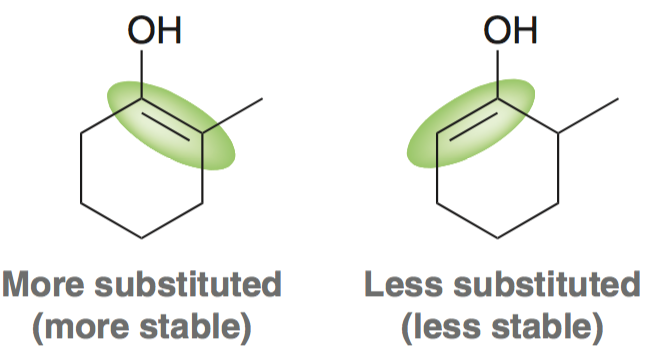 OH
OH
More substituted
(more stable)
Less substituted
(less stable)